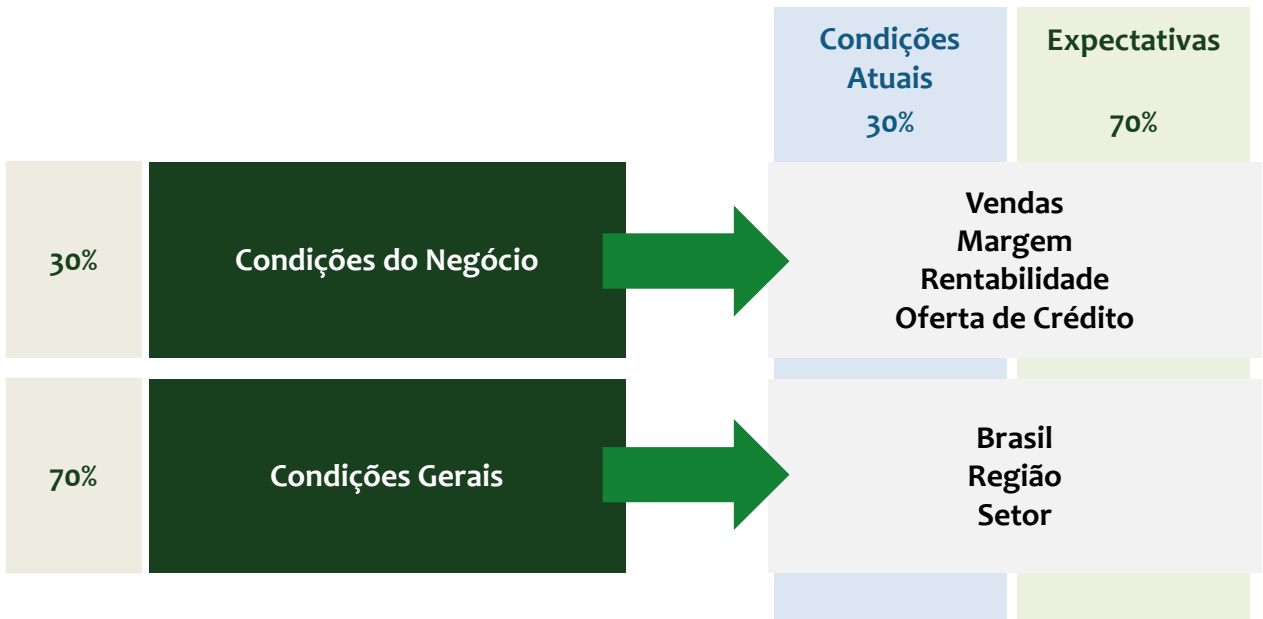 Condições
Atuais
30%
Expectativas
70%
30%
Condições do Negócio
Vendas
Margem
Rentabilidade
Oferta de Crédito
70%
Condições Gerais
Brasil
Região
Setor